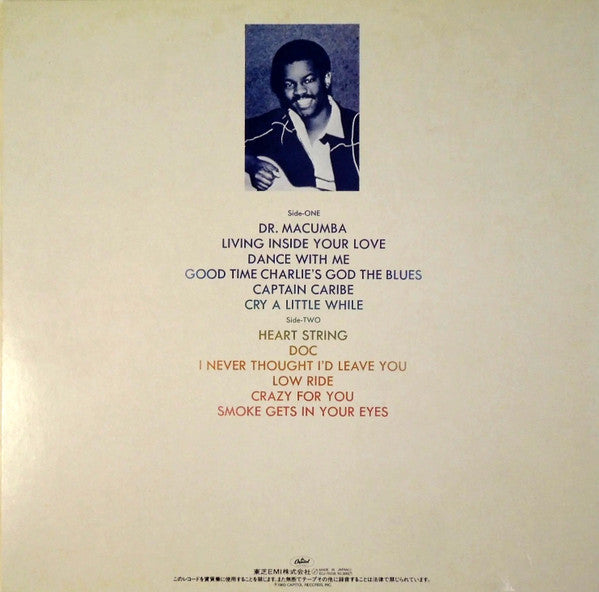 Side-ONE
DR. MACUMBA
LIVING INSIDE YOUR LOVE
DANCE WITH ME
GOOD TIME CHARLIE'S GOD THE BLUES
CAPTAIN CARIBE
CRY A LITTLE WHILE
Side-TWO
HEART STRING
DOC
I NEVER THOUGHT I'D LEAVE YOU
LOW RIDE
CRAZY FOR YOU
SMOKE GETS IN YOUR EYES
Capitol
東芝EMI株式会社 MADE IN JAPAN
このレコードを賃貸業に使用することを禁じます。また無断でテープその他に録音することは法律で禁じられています。
CAPITOL RECORDS, INC.